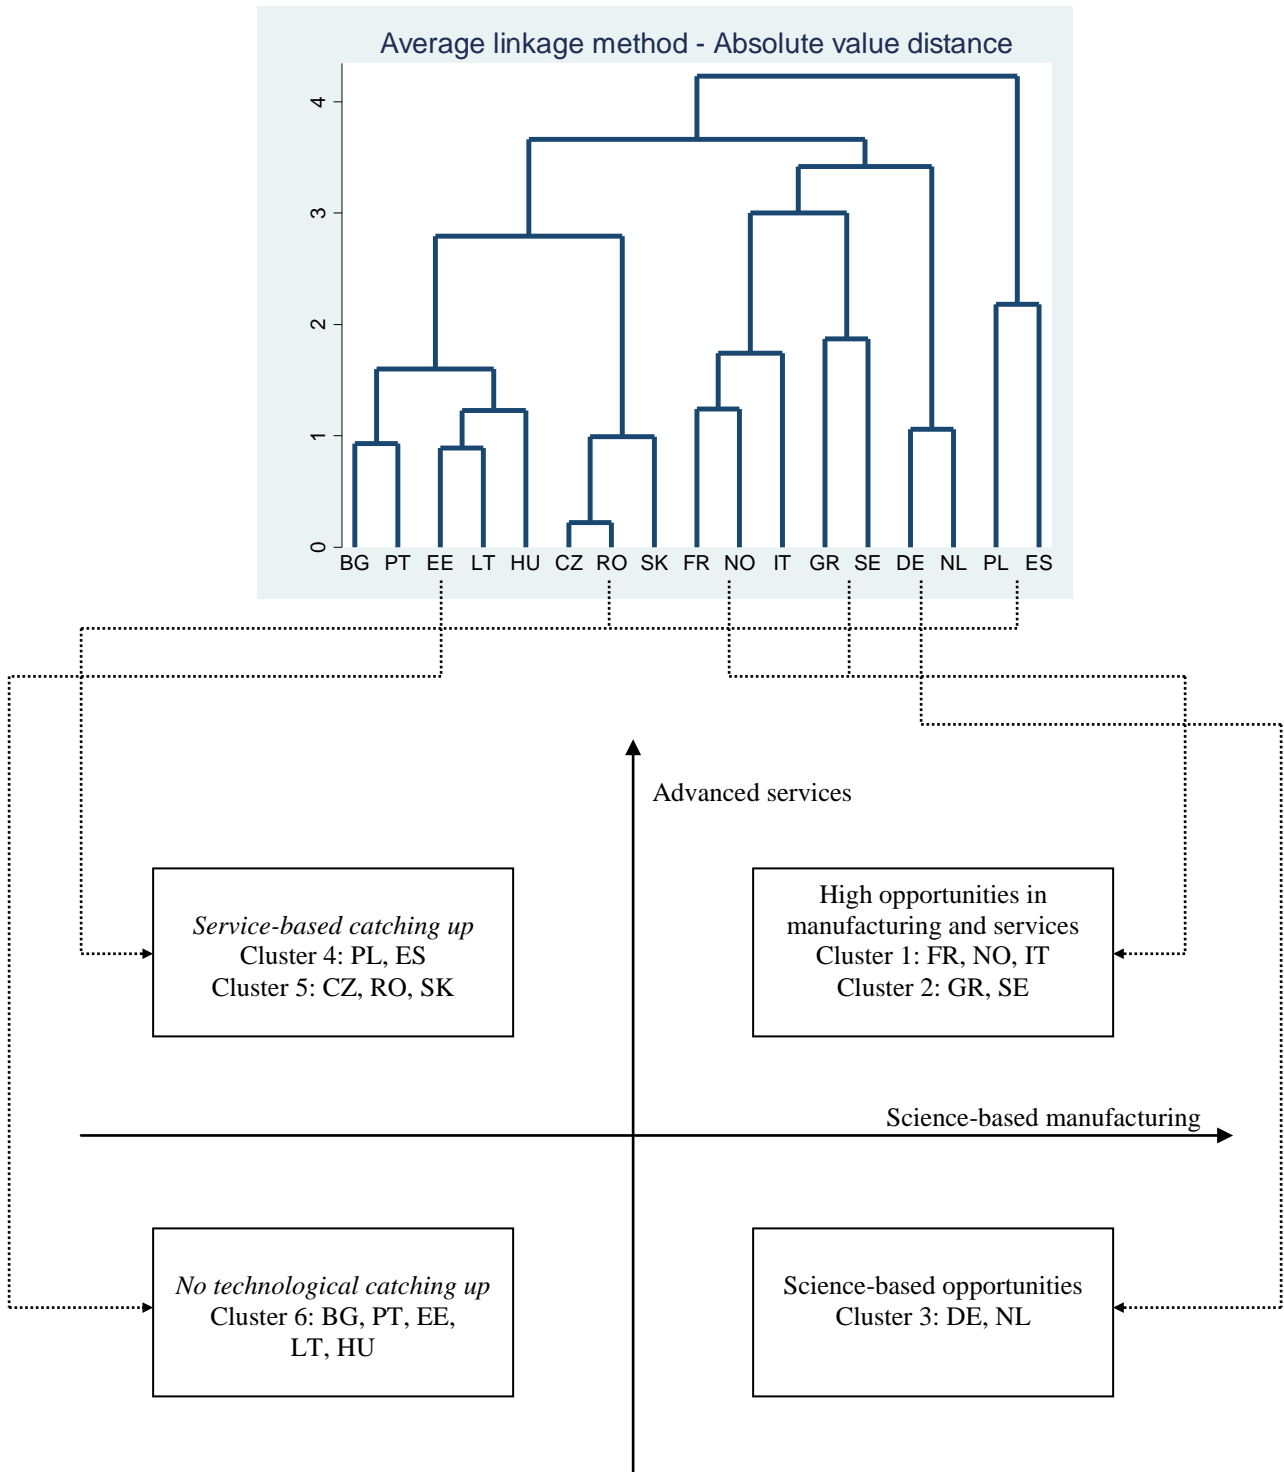 Average linkage method - Absolute value distance
4
3
2
1
0
BG PT EE LT HU CZ RO SK FR NO IT GR SE DE NL PL ES
Advanced services
Service-based catching up
Cluster 4: PL, ES
Cluster 5: CZ, RO, SK
High opportunities in
manufacturing and services
Cluster 1: FR, NO, IT
Cluster 2: GR, SE
Science-based manufacturing
No technological catching up
Cluster 6: BG, PT, EE,
LT, HU
Science-based opportunities
Cluster 3: DE, NL